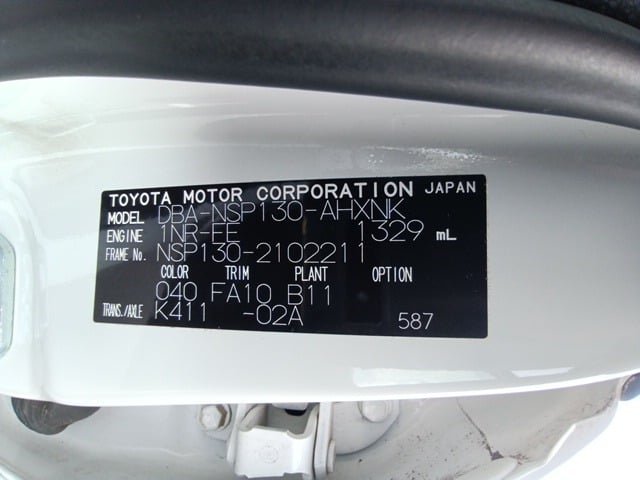 TOYOTA MOTOR CORPORATION JAPAN
MODEL DBA-NSP130-AHXNK
ENGINE 1NR-FE 1329 mL
FRAME No. NSP130-2102211
COLOR TRIM PLANT OPTION
040 FA10 B11
TRANS./AXLE K411 -02A 587